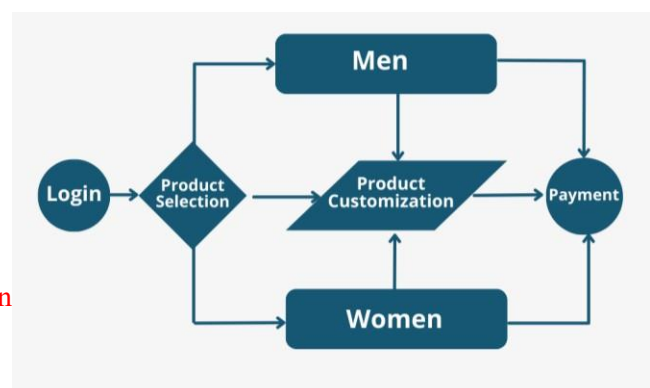 Men
Login
Product
Selection
Product
Customization
Payment
n
Women